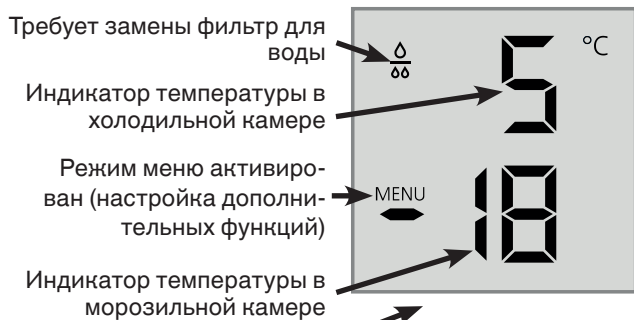 Требует замены фильтр для
воды
Индикатор температуры в
холодильной камере
Режим меню активиро-
ван (настройка дополни-
тельных функций)
Индикатор температуры в
морозильной камере
5 °C
MENU
-18